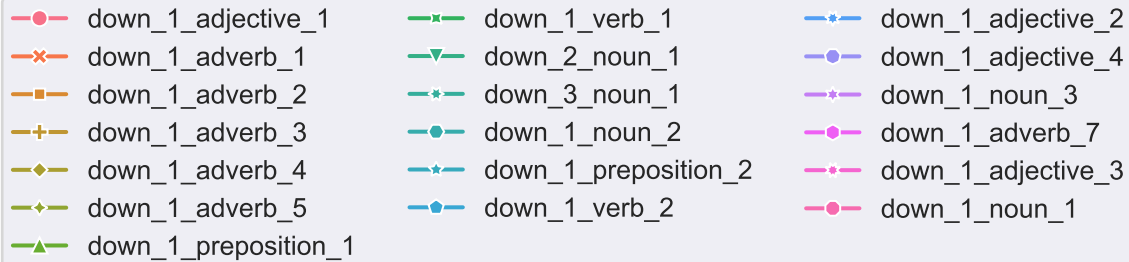 down_1_adjective_1
down_1_adverb_1
down_1_adverb_2
down_1_adverb_3
down_1_adverb_4
down_1_adverb_5
down_1_preposition_1
down_1_verb_1
down_2_noun_1
down_3_noun_1
down_1_noun_2
down_1_preposition_2
down_1_verb_2
down_1_adjective_2
down_1_adjective_4
down_1_noun_3
down_1_adverb_7
down_1_adjective_3
down_1_noun_1